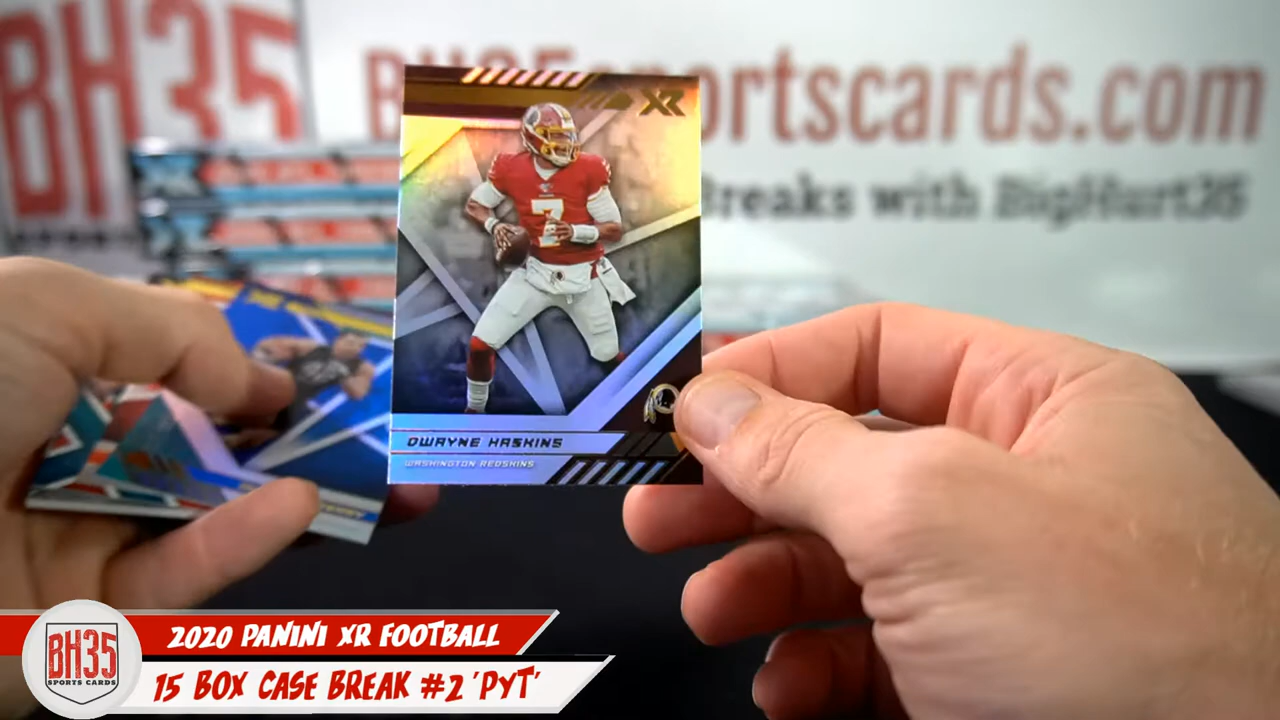 BH35
BH35sportscards.com
Breaks with BigHurt35
XR
7
DWAYNE HASKINS
WASHINGTON REDSKINS
BH35
SPORTS CARDS
2020 PANINI XR FOOTBALL
15 BOX CASE BREAK #2 'PYT'